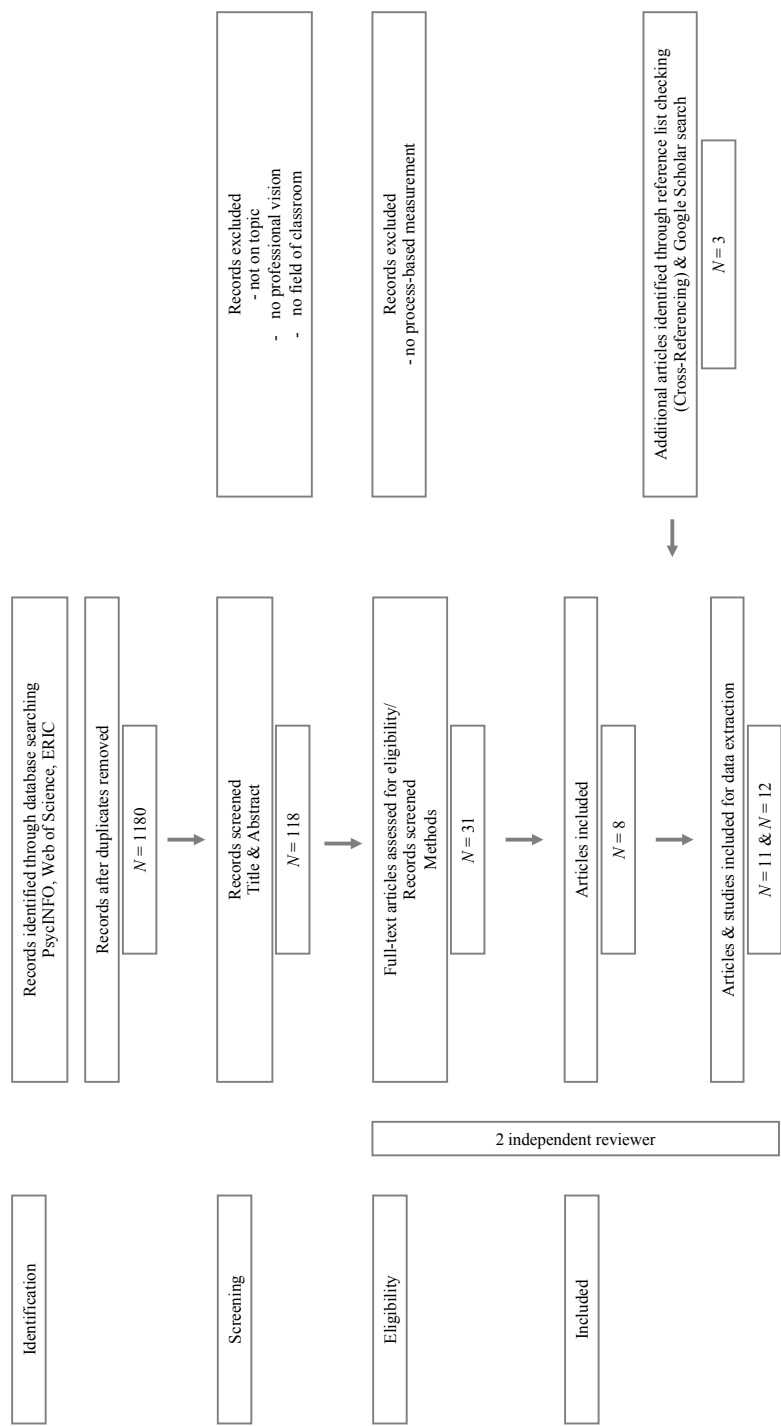 Identification
Records identified through database searching
PsycINFO, Web of Science, ERIC
Records after duplicates removed
N = 1180
Screening
Records screened
Title & Abstract
N = 118
Records excluded
- not on topic
- no professional vision
- no field of classroom
Eligibility
2 independent reviewer
Full-text articles assessed for eligibility/
Records screened
Methods
N = 31
Records excluded
- no process-based measurement
Included
Articles included
N = 8
Additional articles identified through reference list checking
(Cross-Referencing) & Google Scholar search
N = 3
Articles & studies included for data extraction
N = 11 & N = 12